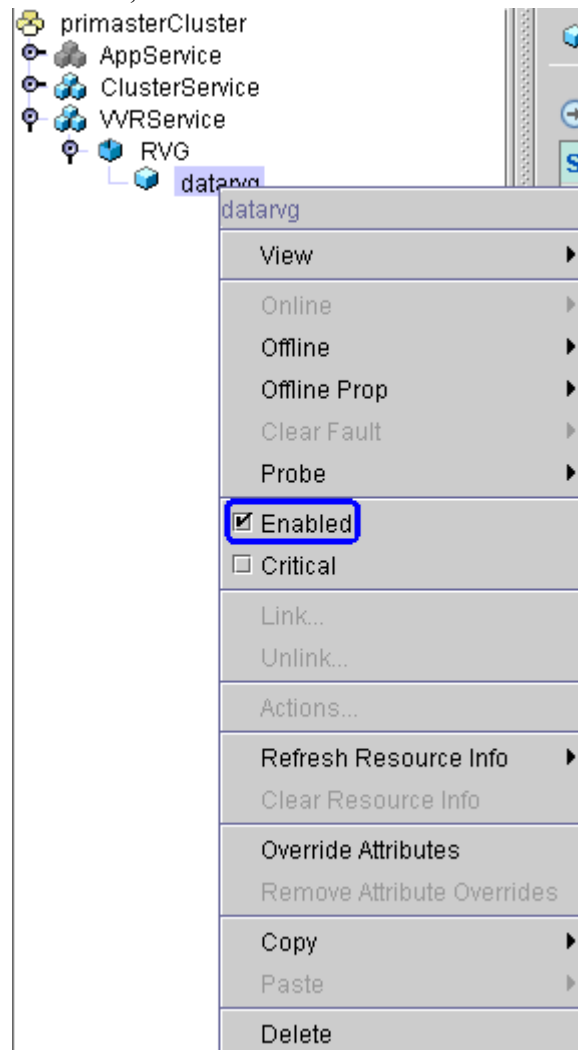 primasterCluster
AppService
ClusterService
VVRService
RVG
datarvg
datarvg
View
Online
Offline
Offline Prop
Clear Fault
Probe
Enabled
Critical
Link...
Unlink...
Actions...
Refresh Resource Info
Clear Resource Info
Override Attributes
Remove Attribute Overrides
Copy
Paste
Delete